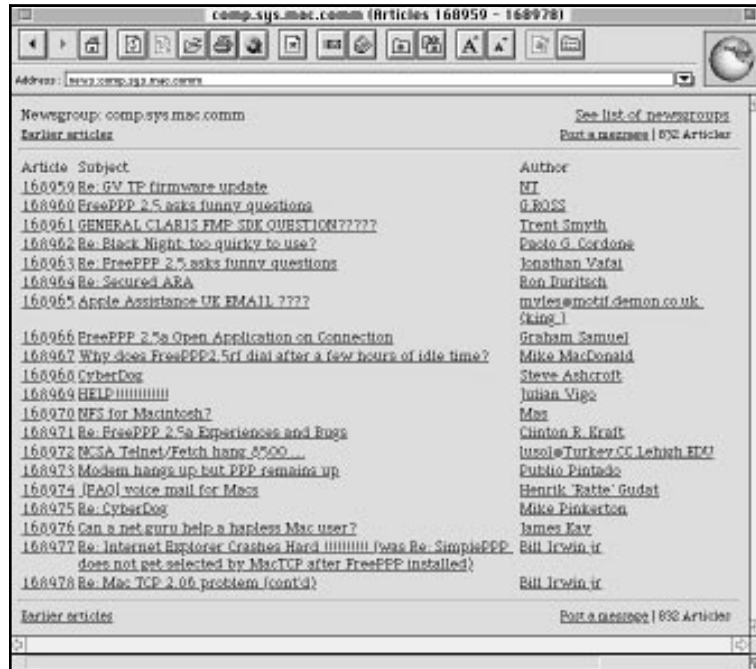 comp.sys.mac.comm (Articles 168959 - 168978)
Address: news:comp.sys.mac.comm
Newsgroup: comp.sys.mac.comm See list of newsgroups
Earlier articles Post a message | 832 Articles
Article Subject Author
168959 Re: GV TP firmware update NT
168960 FreePPP 2.5 asks funny questions G.ROSS
168961 GENERAL CLARIS FMP SDK QUESTION????? Trent Smyth
168962 Re: Black Night: too quirky to use? Paolo G. Cordone
168963 Re: FreePPP 2.5 asks funny questions Jonathan Vafai
168964 Re: Secured ARA Ron Duritsch
168965 Apple Assistance UK EMAIL ???? myles@motif.demon.co.uk
(king )
168966 FreePPP 2.5a Open Application on Connection Graham Samuel
168967 Why does FreePPP2.5rf dial after a few hours of idle time? Mike MacDonald
168968 CyberDog Steve Ashcroft
168969 HELP!!!!!!!!!!!! Julian Vigo
168970 NFS for Macintosh? Mas
168971 Re: FreePPP 2.5a Experiences and Bugs Clinton R. Kraft
168972 NCSA Telnet/Fetch hang 8500 .... lusol@Turkey.CC.Lehigh.EDU
168973 Modem hangs up but PPP remains up Publio Pintado
168974 [FAQ] voice mail for Macs Henrik 'Ratte' Gudat
168975 Re: CyberDog Mike Pinkerton
168976 Can a net guru help a hapless Mac user? James Kay
168977 Re: Internet Explorer Crashes Hard !!!!!!!!!! (was Re: SimplePPP Bill Irwin jr
does not get selected by MacTCP after FreePPP installed)
168978 Re: Mac TCP 2.06 problem (cont'd) Bill Irwin jr
Earlier articles Post a message | 832 Articles